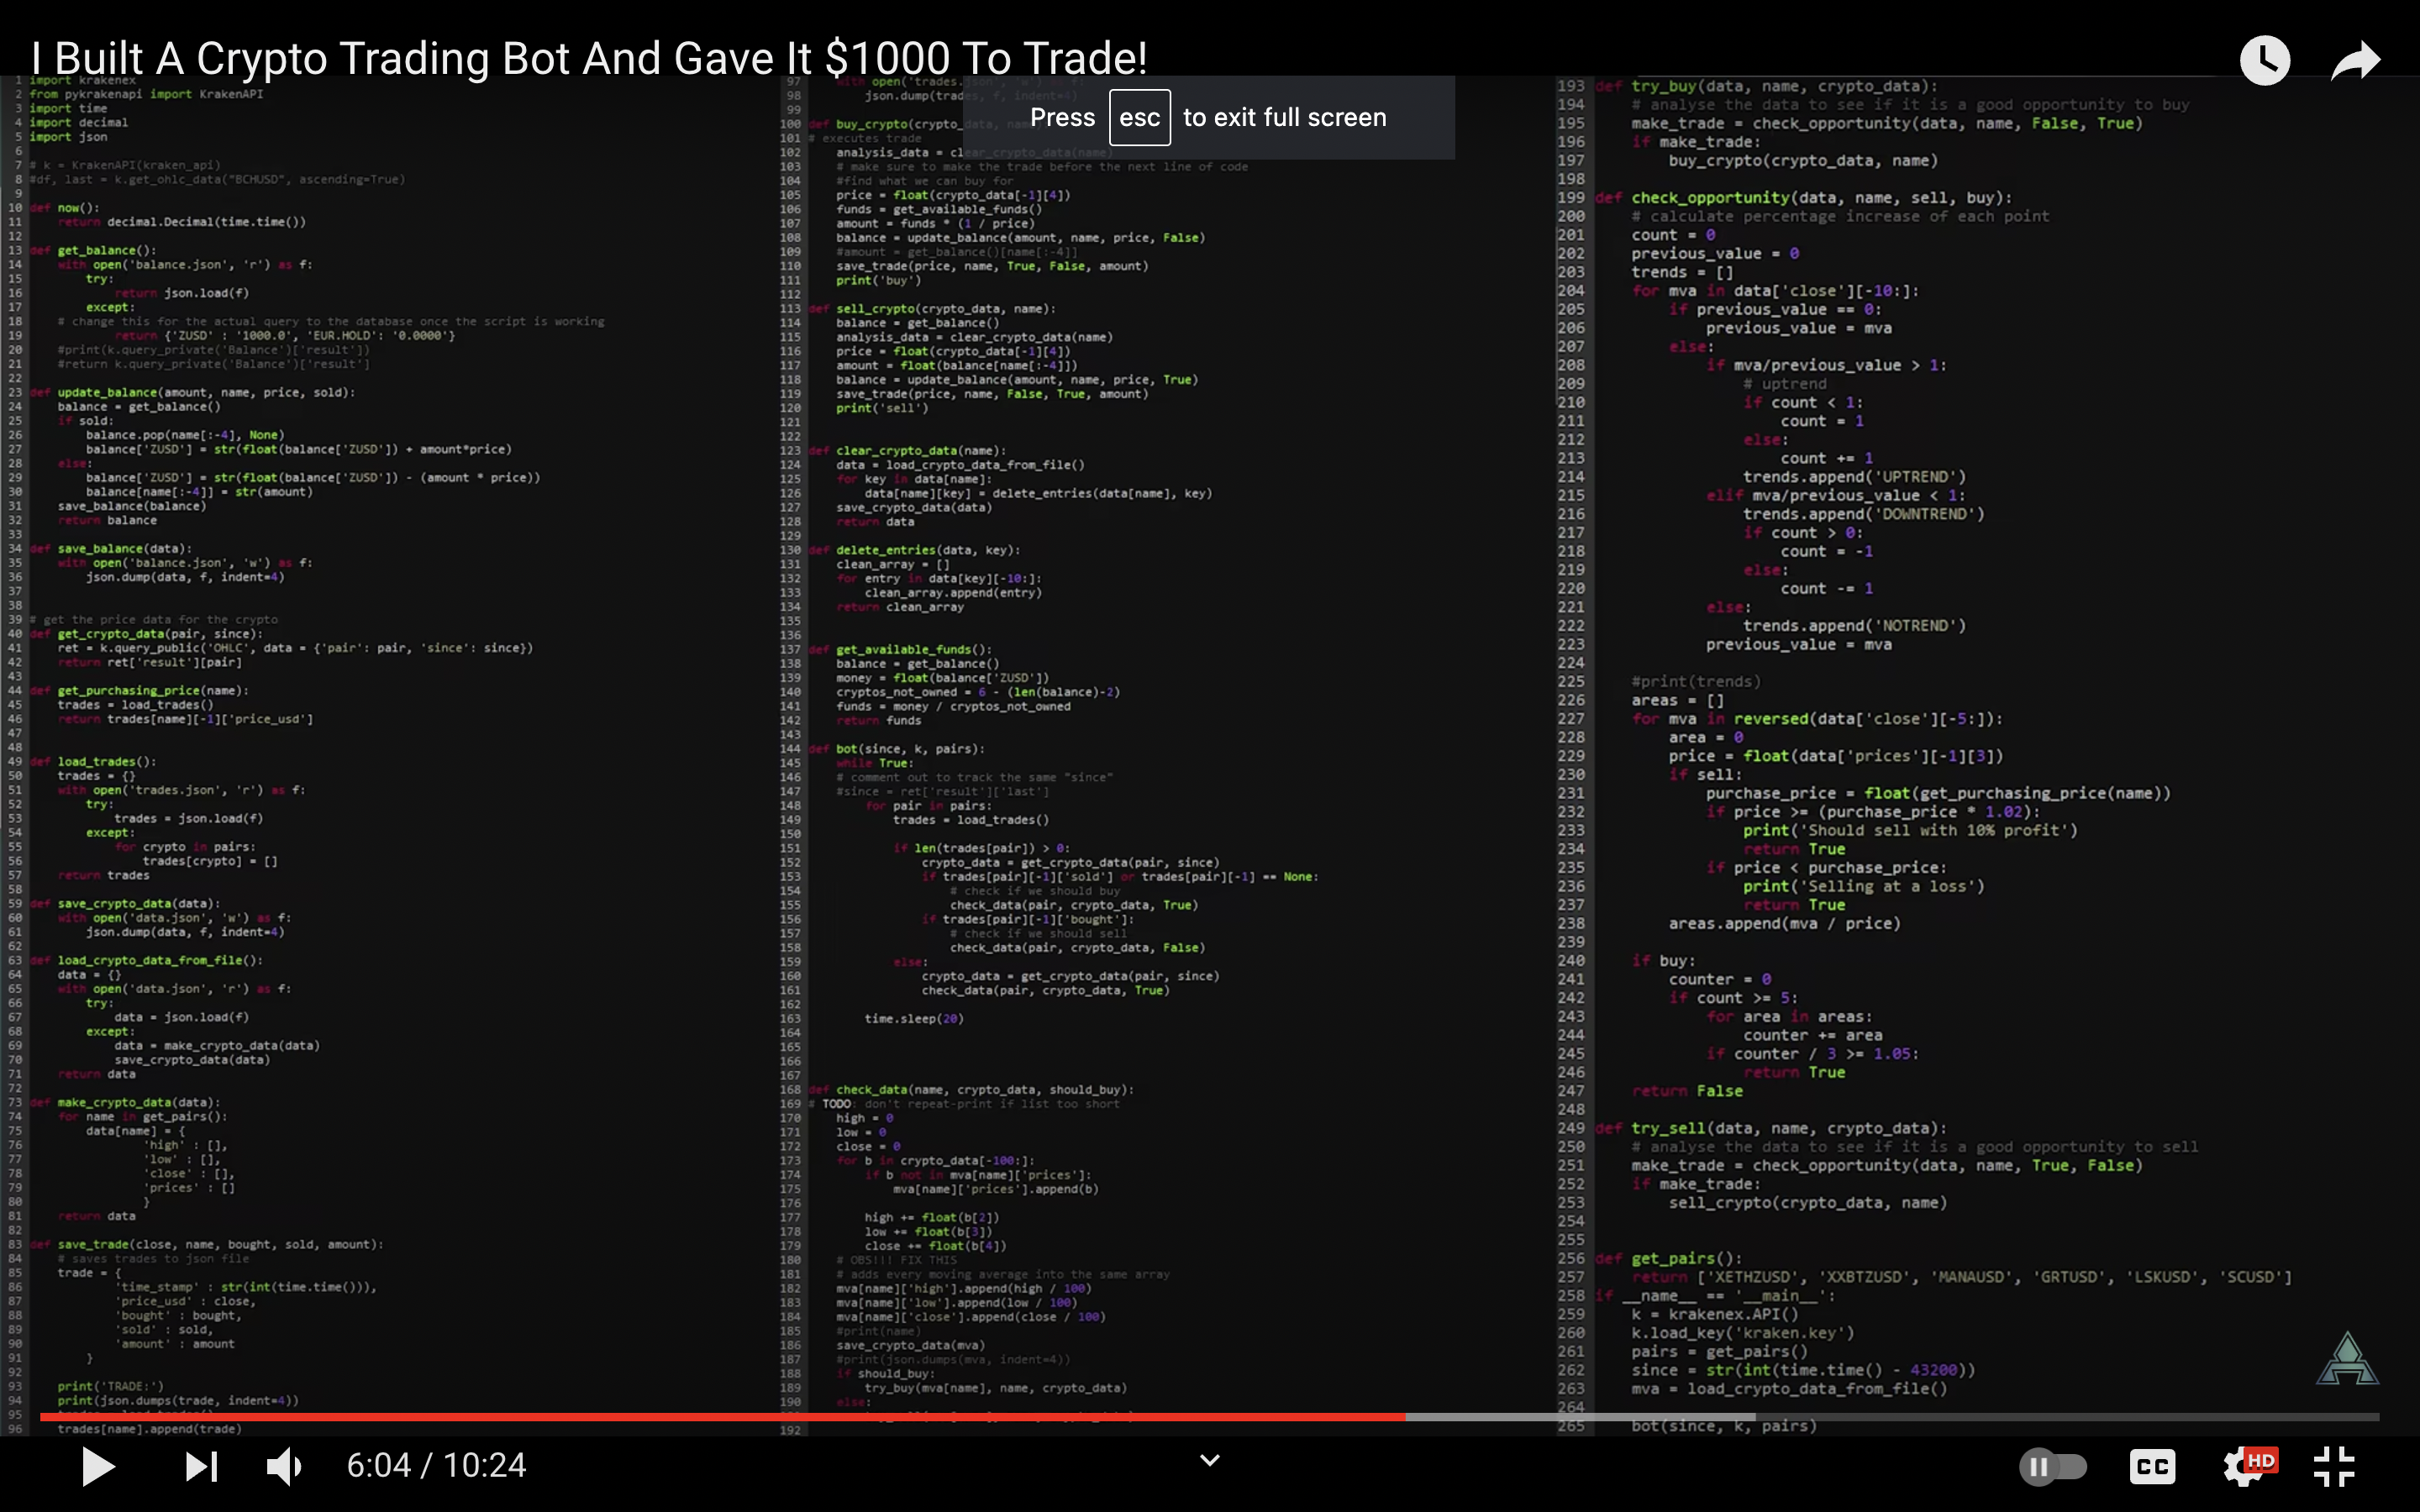 I Built A Crypto Trading Bot And Gave It $1000 To Trade!
Press esc to exit full screen
1 import krakenex
2 from pykrakenapi import KrakenAPI
3 import time
4 import decimal
5 import json
6
7 # k = KrakenAPI(kraken_api)
8 #df, last = k.get_ohlc_data("BCHUSD", ascending=True)
9
10 def now():
11     return decimal.Decimal(time.time())
12
13 def get_balance():
14     with open('balance.json', 'r') as f:
15         try:
16             return json.load(f)
17         except:
18     # change this for the actual query to the database once the script is working
19             return {'ZUSD' : '1000.0', 'EUR.HOLD': '0.0000'}
20     #print(k.query_private('Balance')['result'])
21     #return k.query_private('Balance')['result']
22
23 def update_balance(amount, name, price, sold):
24     balance = get_balance()
25     if sold:
26         balance.pop(name[:-4], None)
27         balance['ZUSD'] = str(float(balance['ZUSD']) + amount*price)
28     else:
29         balance['ZUSD'] = str(float(balance['ZUSD']) - (amount * price))
30         balance[name[:-4]] = str(amount)
31     save_balance(balance)
32     return balance
33
34 def save_balance(data):
35     with open('balance.json', 'w') as f:
36         json.dump(data, f, indent=4)
37
38
39 # get the price data for the crypto
40 def get_crypto_data(pair, since):
41     ret = k.query_public('OHLC', data = {'pair': pair, 'since': since})
42     return ret['result'][pair]
43
44 def get_purchasing_price(name):
45     trades = load_trades()
46     return trades[name][-1]['price_usd']
47
48
49 def load_trades():
50     trades = {}
51     with open('trades.json', 'r') as f:
52         try:
53             trades = json.load(f)
54         except:
55             for crypto in pairs:
56                 trades[crypto] = []
57     return trades
58
59 def save_crypto_data(data):
60     with open('data.json', 'w') as f:
61         json.dump(data, f, indent=4)
62
63 def load_crypto_data_from_file():
64     data = {}
65     with open('data.json', 'r') as f:
66         try:
67             data = json.load(f)
68         except:
69             data = make_crypto_data(data)
70             save_crypto_data(data)
71     return data
72
73 def make_crypto_data(data):
74     for name in get_pairs():
75         data[name] = {
76                 'high' : [],
77                 'low' : [],
78                 'close' : [],
79                 'prices' : []
80                 }
81     return data
82
83 def save_trade(close, name, bought, sold, amount):
84     # saves trades to json file
85     trade = {
86             'time_stamp' : str(int(time.time())),
87             'price_usd' : close,
88             'bought' : bought,
89             'sold' : sold,
90             'amount' : amount
91         }
92
93     print('TRADE:')
94     print(json.dumps(trade, indent=4))
95
96     trades[name].append(trade)
97     with open('trades.json', 'w') as f:
98         json.dump(trades, f, indent=4)
99
100 def buy_crypto(crypto_data, name):
101 # executes trade
102     analysis_data = clear_crypto_data(name)
103     # make sure to make the trade before the next line of code
104     #find what we can buy for
105     price = float(crypto_data[-1][4])
106     funds = get_available_funds()
107     amount = funds * (1 / price)
108     balance = update_balance(amount, name, price, False)
109     #amount = get_balance()[name[:-4]]
110     save_trade(price, name, True, False, amount)
111     print('buy')
112
113 def sell_crypto(crypto_data, name):
114     balance = get_balance()
115     analysis_data = clear_crypto_data(name)
116     price = float(crypto_data[-1][4])
117     amount = float(balance[name[:-4]])
118     balance = update_balance(amount, name, price, True)
119     save_trade(price, name, False, True, amount)
120     print('sell')
121
122
123 def clear_crypto_data(name):
124     data = load_crypto_data_from_file()
125     for key in data[name]:
126         data[name][key] = delete_entries(data[name], key)
127     save_crypto_data(data)
128     return data
129
130 def delete_entries(data, key):
131     clean_array = []
132     for entry in data[key][-10:]:
133         clean_array.append(entry)
134     return clean_array
135
136
137 def get_available_funds():
138     balance = get_balance()
139     money = float(balance['ZUSD'])
140     cryptos_not_owned = 6 - (len(balance)-2)
141     funds = money / cryptos_not_owned
142     return funds
143
144 def bot(since, k, pairs):
145     while True:
146     # comment out to track the same "since"
147     #since = ret['result']['last']
148         for pair in pairs:
149             trades = load_trades()
150
151             if len(trades[pair]) > 0:
152                 crypto_data = get_crypto_data(pair, since)
153                 if trades[pair][-1]['sold'] or trades[pair][-1] == None:
154                     # check if we should buy
155                     check_data(pair, crypto_data, True)
156                 if trades[pair][-1]['bought']:
157                     # check if we should sell
158                     check_data(pair, crypto_data, False)
159             else:
160                 crypto_data = get_crypto_data(pair, since)
161                 check_data(pair, crypto_data, True)
162
163         time.sleep(20)
164
165
166
167
168 def check_data(name, crypto_data, should_buy):
169 # TODO: don't repeat-print if list too short
170     high = 0
171     low = 0
172     close = 0
173     for b in crypto_data[-100:]:
174         if b not in mva[name]['prices']:
175             mva[name]['prices'].append(b)
176
177         high += float(b[2])
178         low += float(b[3])
179         close += float(b[4])
180     # OBS!!! FIX THIS
181     # adds every moving average into the same array
182     mva[name]['high'].append(high / 100)
183     mva[name]['low'].append(low / 100)
184     mva[name]['close'].append(close / 100)
185     #print(name)
186     save_crypto_data(mva)
187     #print(json.dumps(mva, indent=4))
188     if should_buy:
189         try_buy(mva[name], name, crypto_data)
190     else:
192
193 def try_buy(data, name, crypto_data):
194     # analyse the data to see if it is a good opportunity to buy
195     make_trade = check_opportunity(data, name, False, True)
196     if make_trade:
197         buy_crypto(crypto_data, name)
198
199 def check_opportunity(data, name, sell, buy):
200     # calculate percentage increase of each point
201     count = 0
202     previous_value = 0
203     trends = []
204     for mva in data['close'][-10:]:
205         if previous_value == 0:
206             previous_value = mva
207         else:
208             if mva/previous_value > 1:
209                 # uptrend
210                 if count < 1:
211                     count = 1
212                 else:
213                     count += 1
214                 trends.append('UPTREND')
215             elif mva/previous_value < 1:
216                 trends.append('DOWNTREND')
217                 if count > 0:
218                     count = -1
219                 else:
220                     count -= 1
221             else:
222                 trends.append('NOTREND')
223             previous_value = mva
224
225     #print(trends)
226     areas = []
227     for mva in reversed(data['close'][-5:]):
228         area = 0
229         price = float(data['prices'][-1][3])
230         if sell:
231             purchase_price = float(get_purchasing_price(name))
232             if price >= (purchase_price * 1.02):
233                 print('Should sell with 10% profit')
234                 return True
235             if price < purchase_price:
236                 print('Selling at a loss')
237                 return True
238         areas.append(mva / price)
239
240     if buy:
241         counter = 0
242         if count >= 5:
243             for area in areas:
244                 counter += area
245             if counter / 3 >= 1.05:
246                 return True
247     return False
248
249 def try_sell(data, name, crypto_data):
250     # analyse the data to see if it is a good opportunity to sell
251     make_trade = check_opportunity(data, name, True, False)
252     if make_trade:
253         sell_crypto(crypto_data, name)
254
255
256 def get_pairs():
257     return ['XETHZUSD', 'XXBTZUSD', 'MANAUSD', 'GRTUSD', 'LSKUSD', 'SCUSD']
258 if __name__ == '__main__':
259     k = krakenex.API()
260     k.load_key('kraken.key')
261     pairs = get_pairs()
262     since = str(int(time.time() - 43200))
263     mva = load_crypto_data_from_file()
264
265     bot(since, k, pairs)
6:04 / 10:24
CC
HD